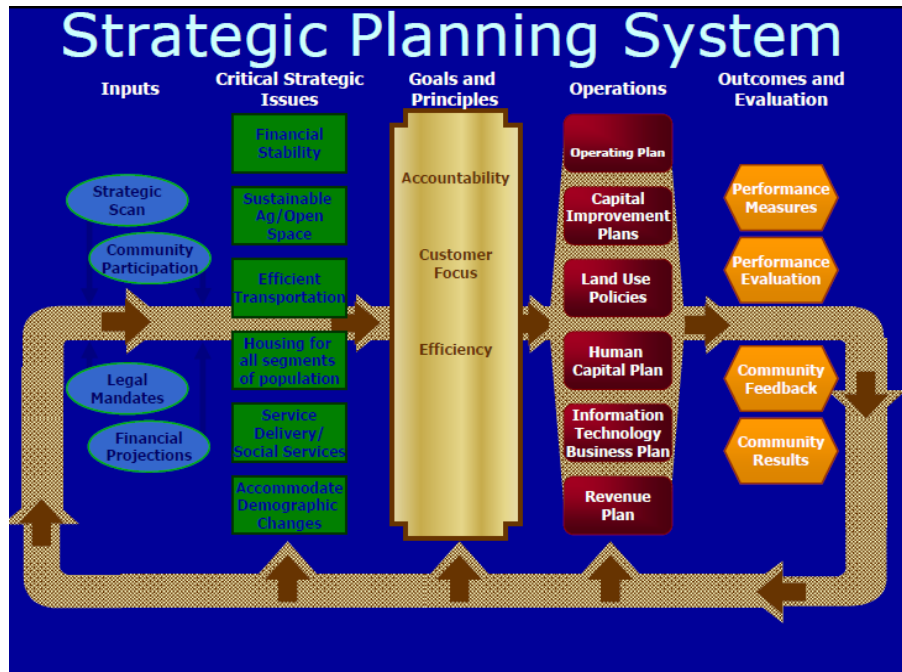 Strategic Planning System
Inputs
Critical Strategic
Issues
Goals and
Principles
Operations
Outcomes and
Evaluation
Strategic
Scan
Community
Participation
Legal
Mandates
Financial
Projections
Financial
Stability
Sustainable
Ag/Open
Space
Efficient
Transportation
Housing for
all segments
of population
Service
Delivery/
Social Services
Accommodate
Demographic
Changes
Accountability
Customer
Focus
Efficiency
Operating Plan
Capital
Improvement
Plans
Land Use
Policies
Human
Capital Plan
Information
Technology
Business Plan
Revenue
Plan
Performance
Measures
Performance
Evaluation
Community
Feedback
Community
Results